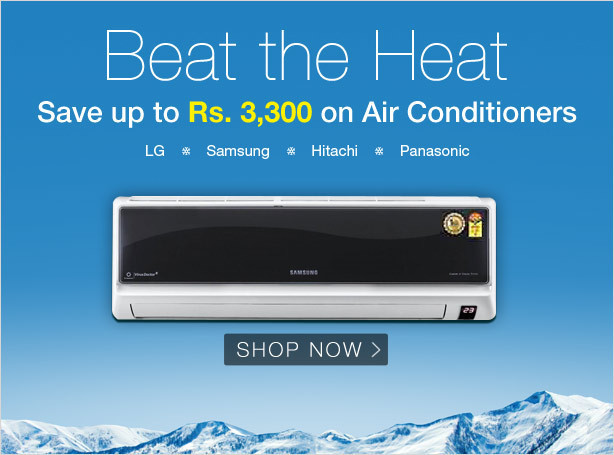 Beat the Heat
Save up to Rs. 3,300 on Air Conditioners
LG ❄ Samsung ❄ Hitachi ❄ Panasonic
SAMSUNG
23
SHOP NOW >